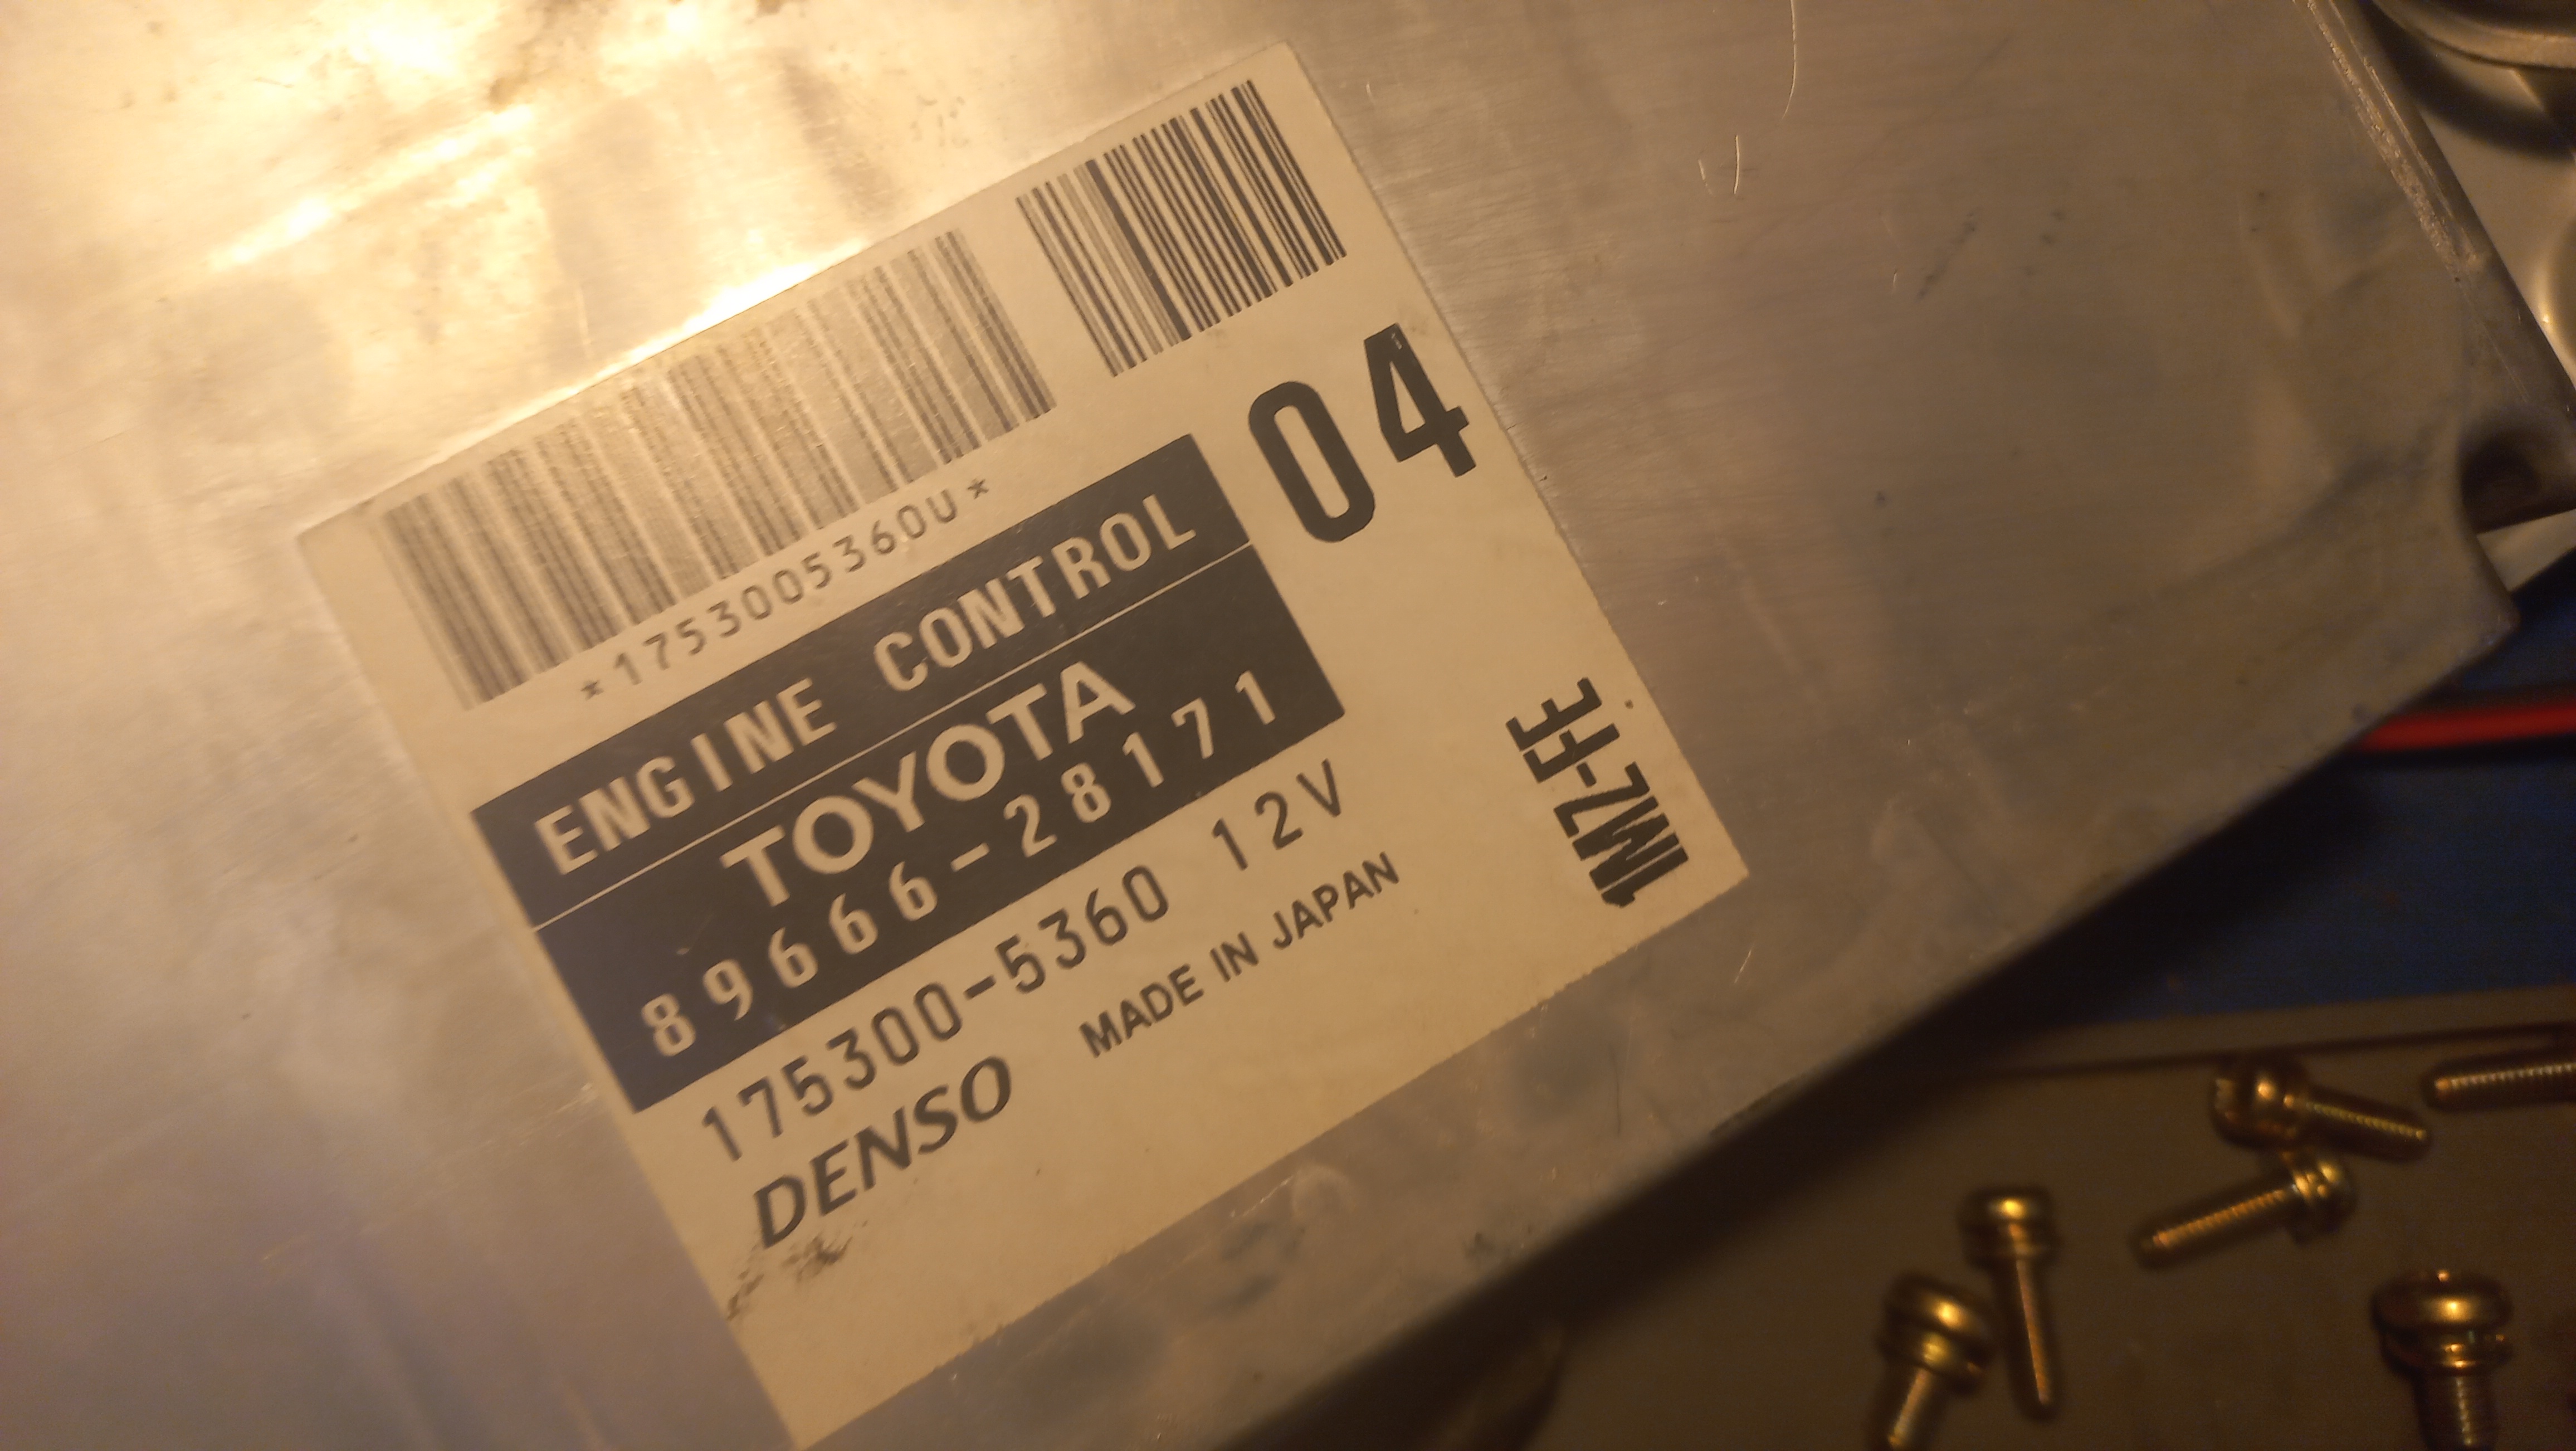 *1753005360U*
04
ENGINE CONTROL
TOYOTA
89666-28171
175300-5360 12V
DENSO MADE IN JAPAN
1MZ-FE